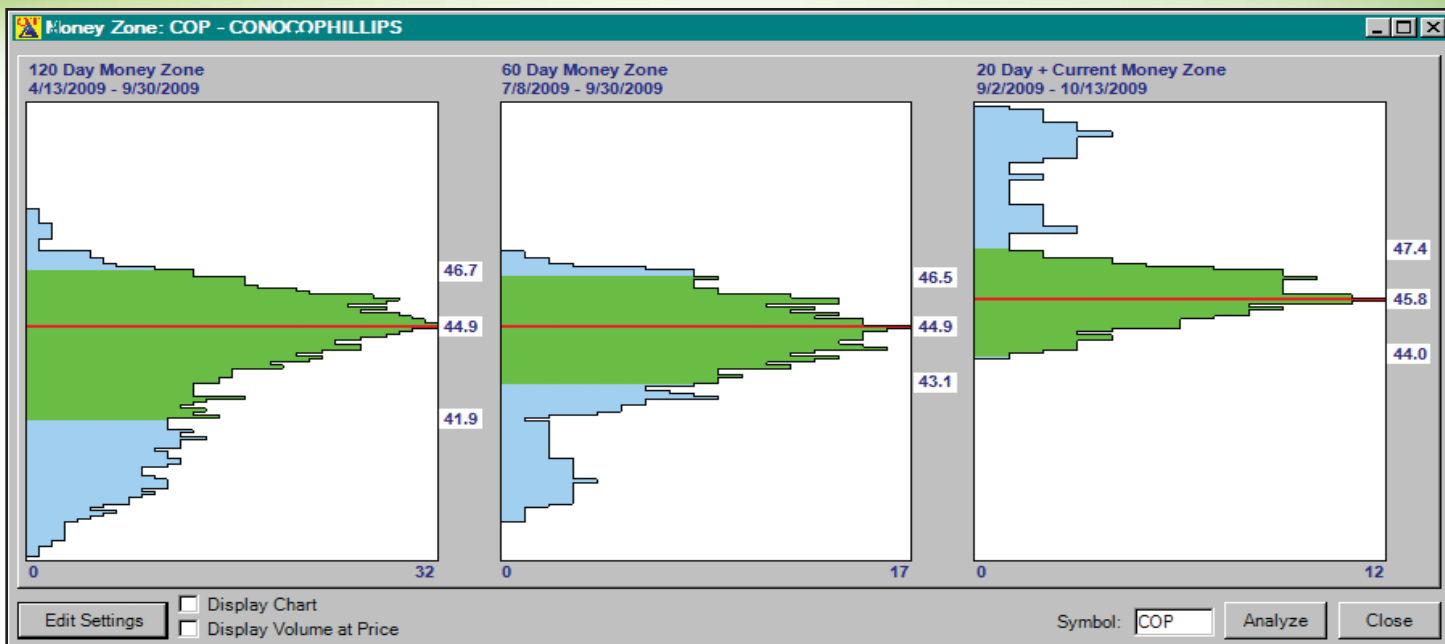 Money Zone: COP - CONOCOPHILLIPS
120 Day Money Zone
4/13/2009 - 9/30/2009
46.7
44.9
41.9
0 32
60 Day Money Zone
7/8/2009 - 9/30/2009
46.5
44.9
43.1
0 17
20 Day + Current Money Zone
9/2/2009 - 10/13/2009
47.4
45.8
44.0
0 12
Edit Settings
Display Chart
Display Volume at Price
Symbol: COP Analyze Close